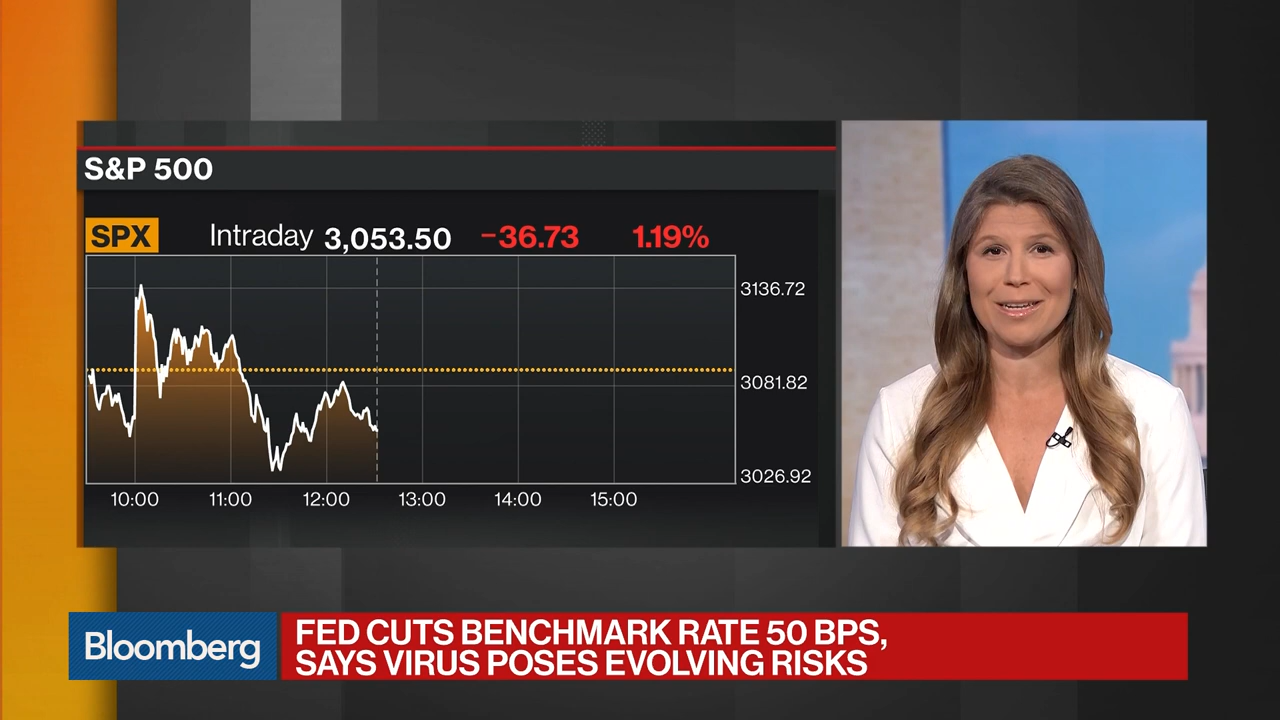 S&P 500
SPX Intraday 3,053.50 −36.73 1.19%
3136.72
3081.82
3026.92
10:00 11:00 12:00 13:00 14:00 15:00
Bloomberg
FED CUTS BENCHMARK RATE 50 BPS,
SAYS VIRUS POSES EVOLVING RISKS